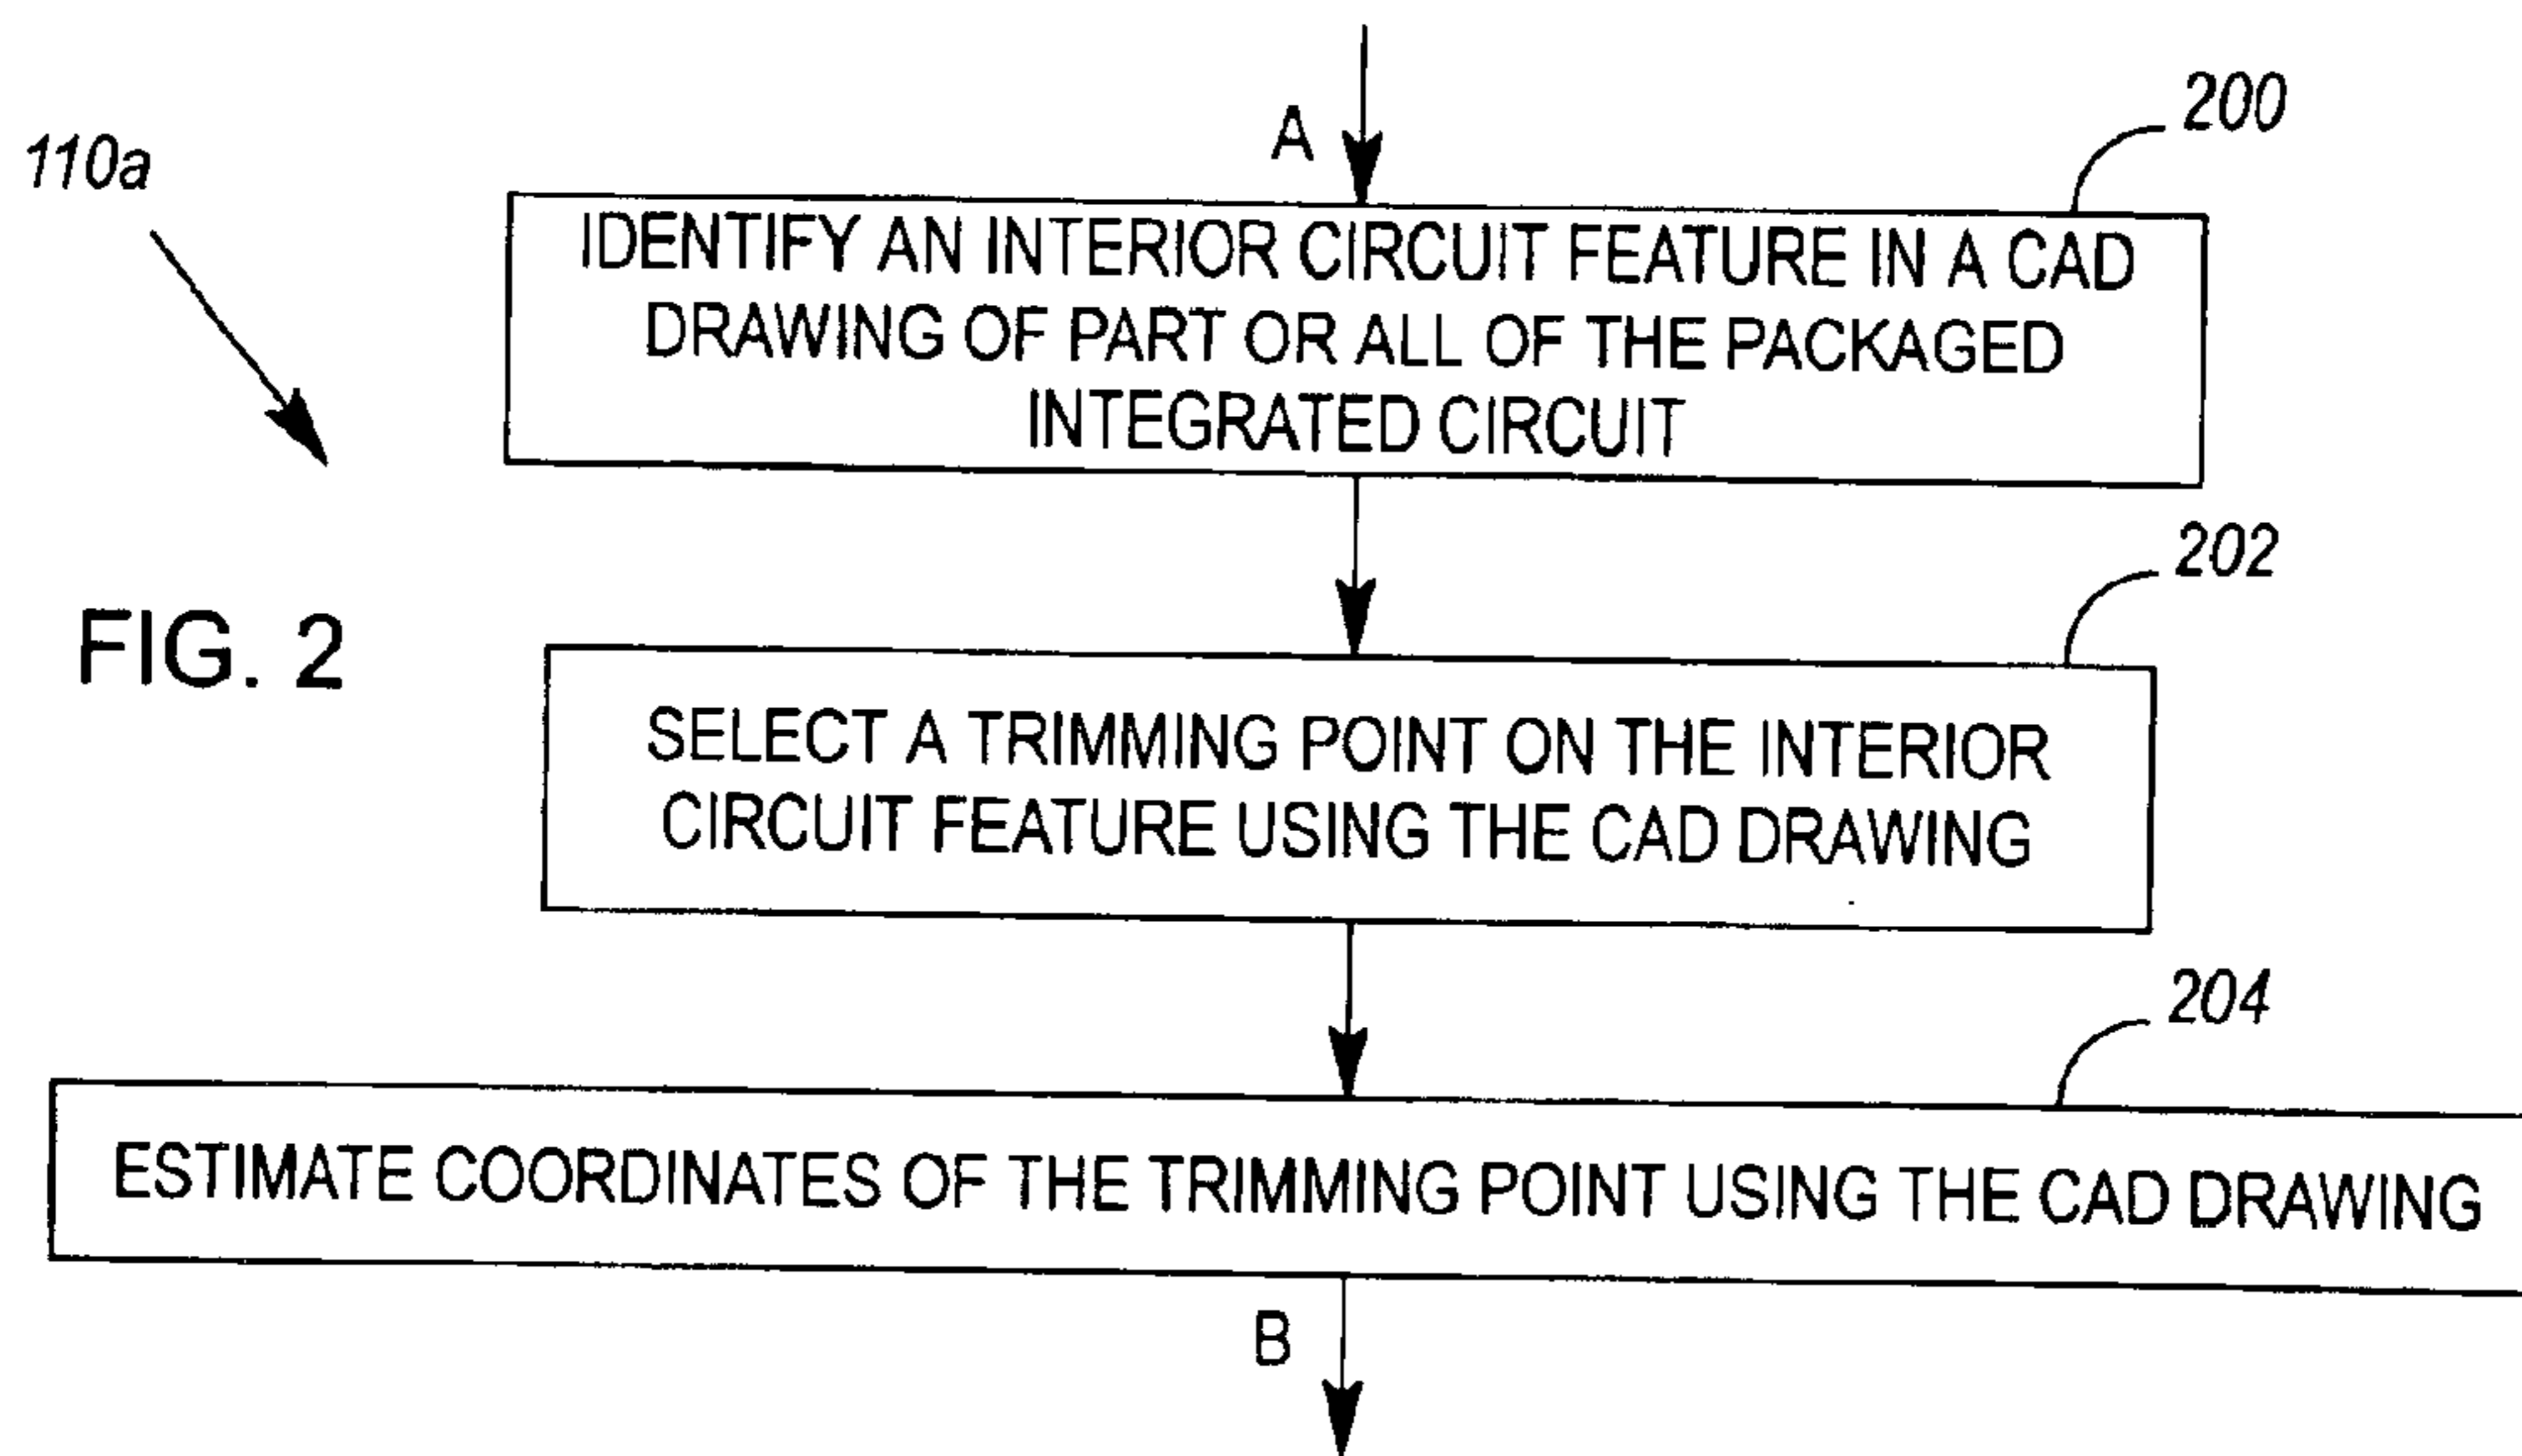 A
200
110a
IDENTIFY AN INTERIOR CIRCUIT FEATURE IN A CAD
DRAWING OF PART OR ALL OF THE PACKAGED
INTEGRATED CIRCUIT
202
FIG. 2
SELECT A TRIMMING POINT ON THE INTERIOR
CIRCUIT FEATURE USING THE CAD DRAWING
204
ESTIMATE COORDINATES OF THE TRIMMING POINT USING THE CAD DRAWING
B